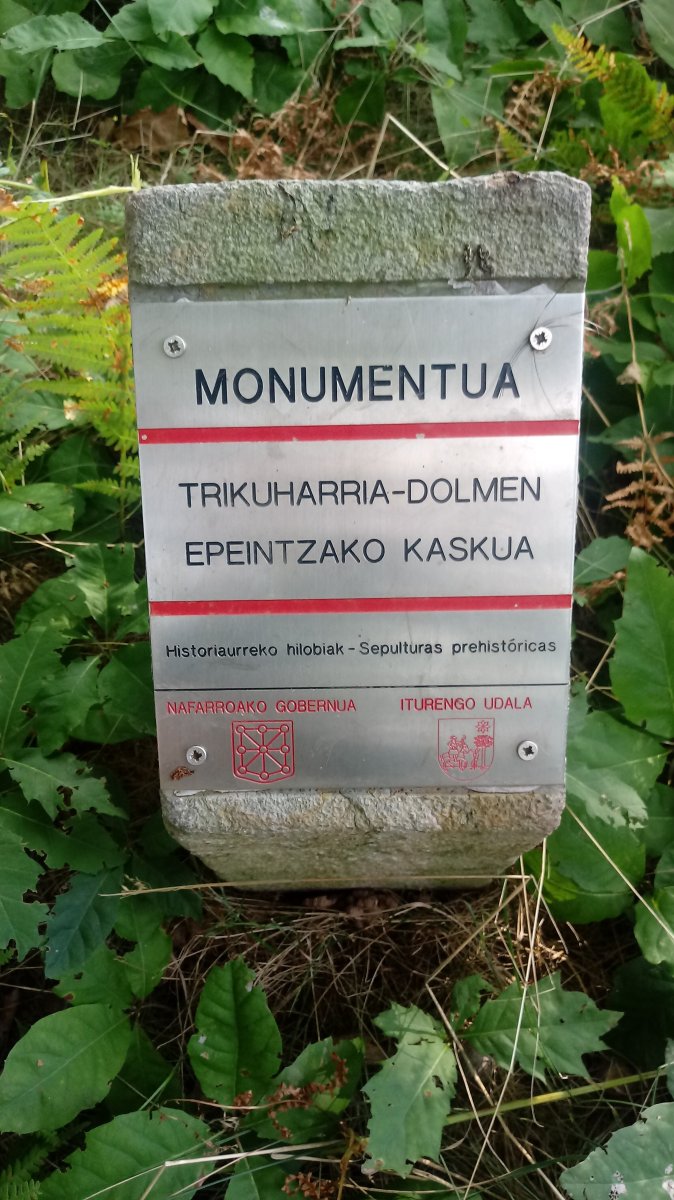 MONUMENTUA
TRIKUHARRIA-DOLMEN
EPEINTZAKO KASKUA
Historiaurreko hilobiak - Sepulturas prehistóricas
NAFARROAKO GOBERNUA
ITURENGO UDALA